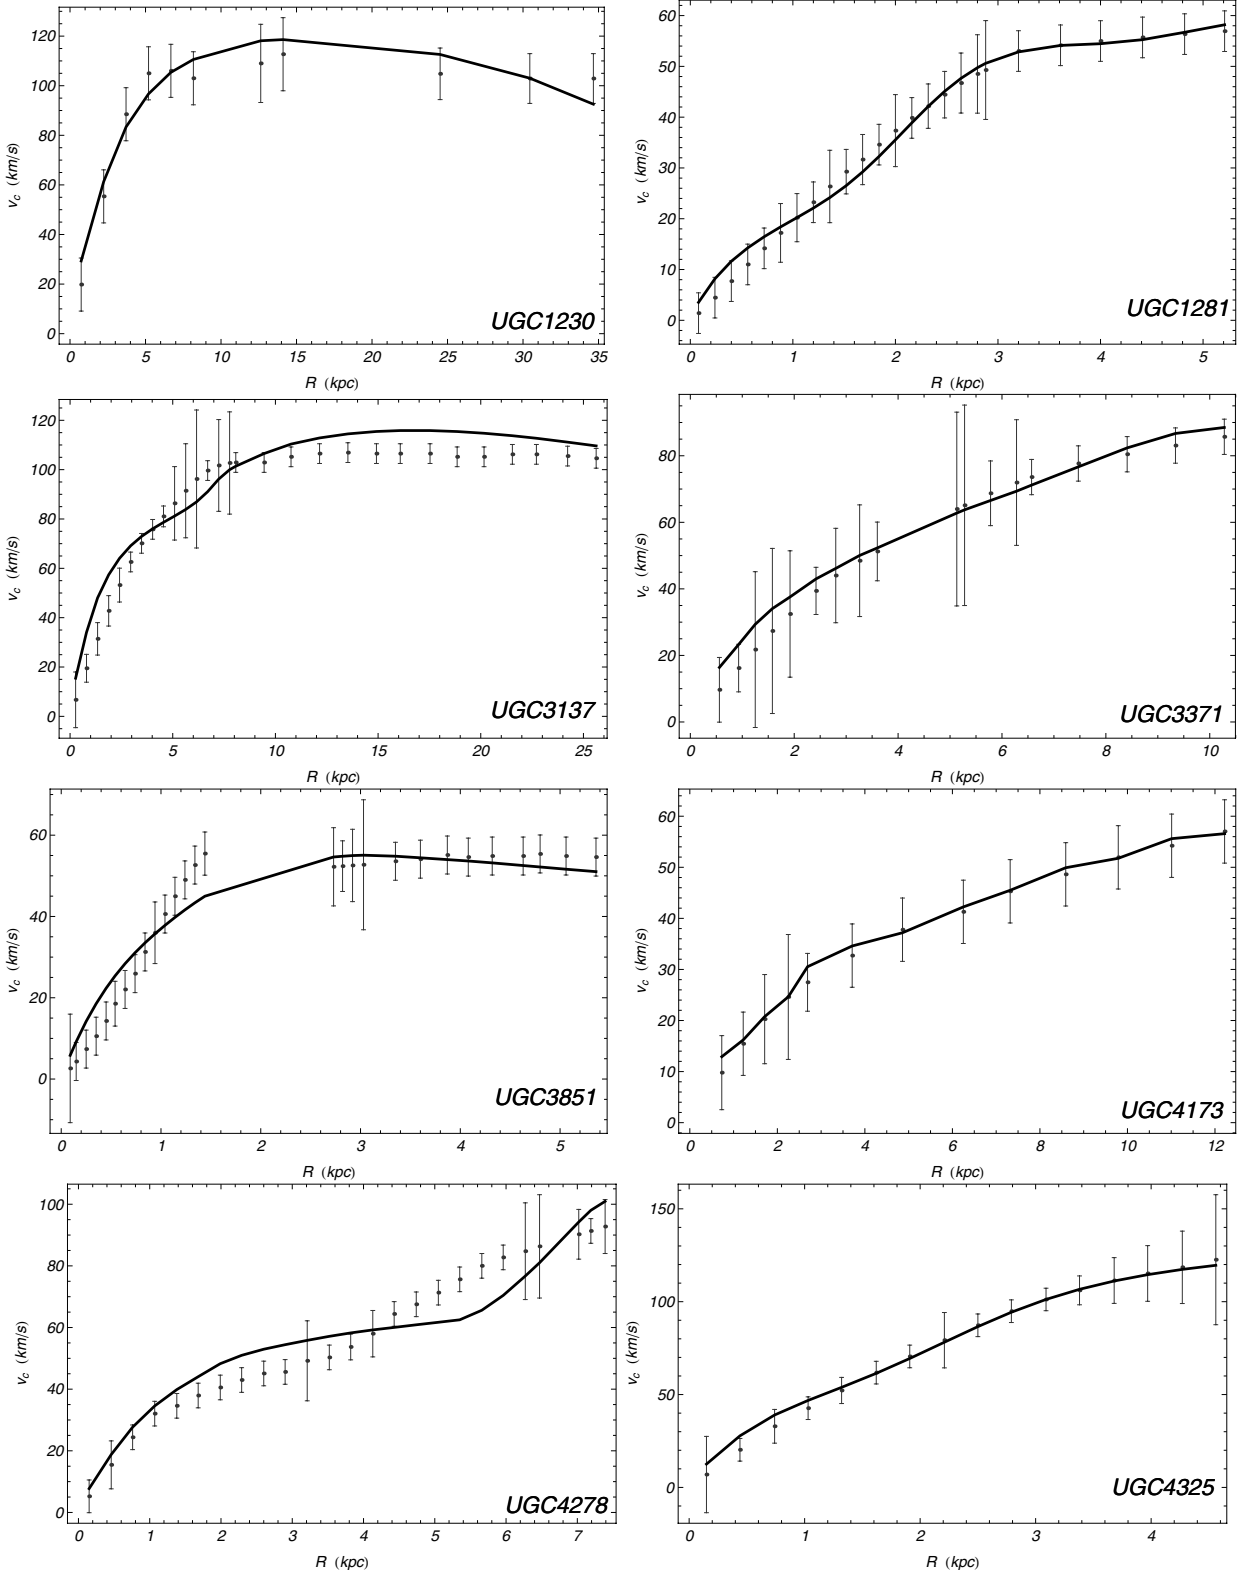 120
100
80
60
40
20
0
v_c (km/s)
UGC1230
0 5 10 15 20 25 30 35
R (kpc)
60
50
40
30
20
10
0
v_c (km/s)
UGC1281
0 1 2 3 4 5
R (kpc)
120
100
80
60
40
20
0
v_c (km/s)
UGC3137
0 5 10 15 20 25
R (kpc)
80
60
40
20
0
v_c (km/s)
UGC3371
0 2 4 6 8 10
R (kpc)
60
40
20
0
v_c (km/s)
UGC3851
0 1 2 3 4 5
R (kpc)
60
50
40
30
20
10
0
v_c (km/s)
UGC4173
0 2 4 6 8 10 12
R (kpc)
100
80
60
40
20
0
v_c (km/s)
UGC4278
0 1 2 3 4 5 6 7
R (kpc)
150
100
50
0
v_c (km/s)
UGC4325
0 1 2 3 4
R (kpc)